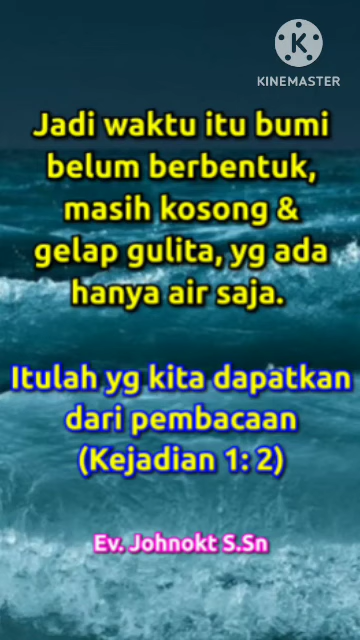 KINEMASTER
Jadi waktu itu bumi
belum berbentuk,
masih kosong &
gelap gulita, yg ada
hanya air saja.
Itulah yg kita dapatkan
dari pembacaan
(Kejadian 1: 2)
Ev. Johnokt S.Sn